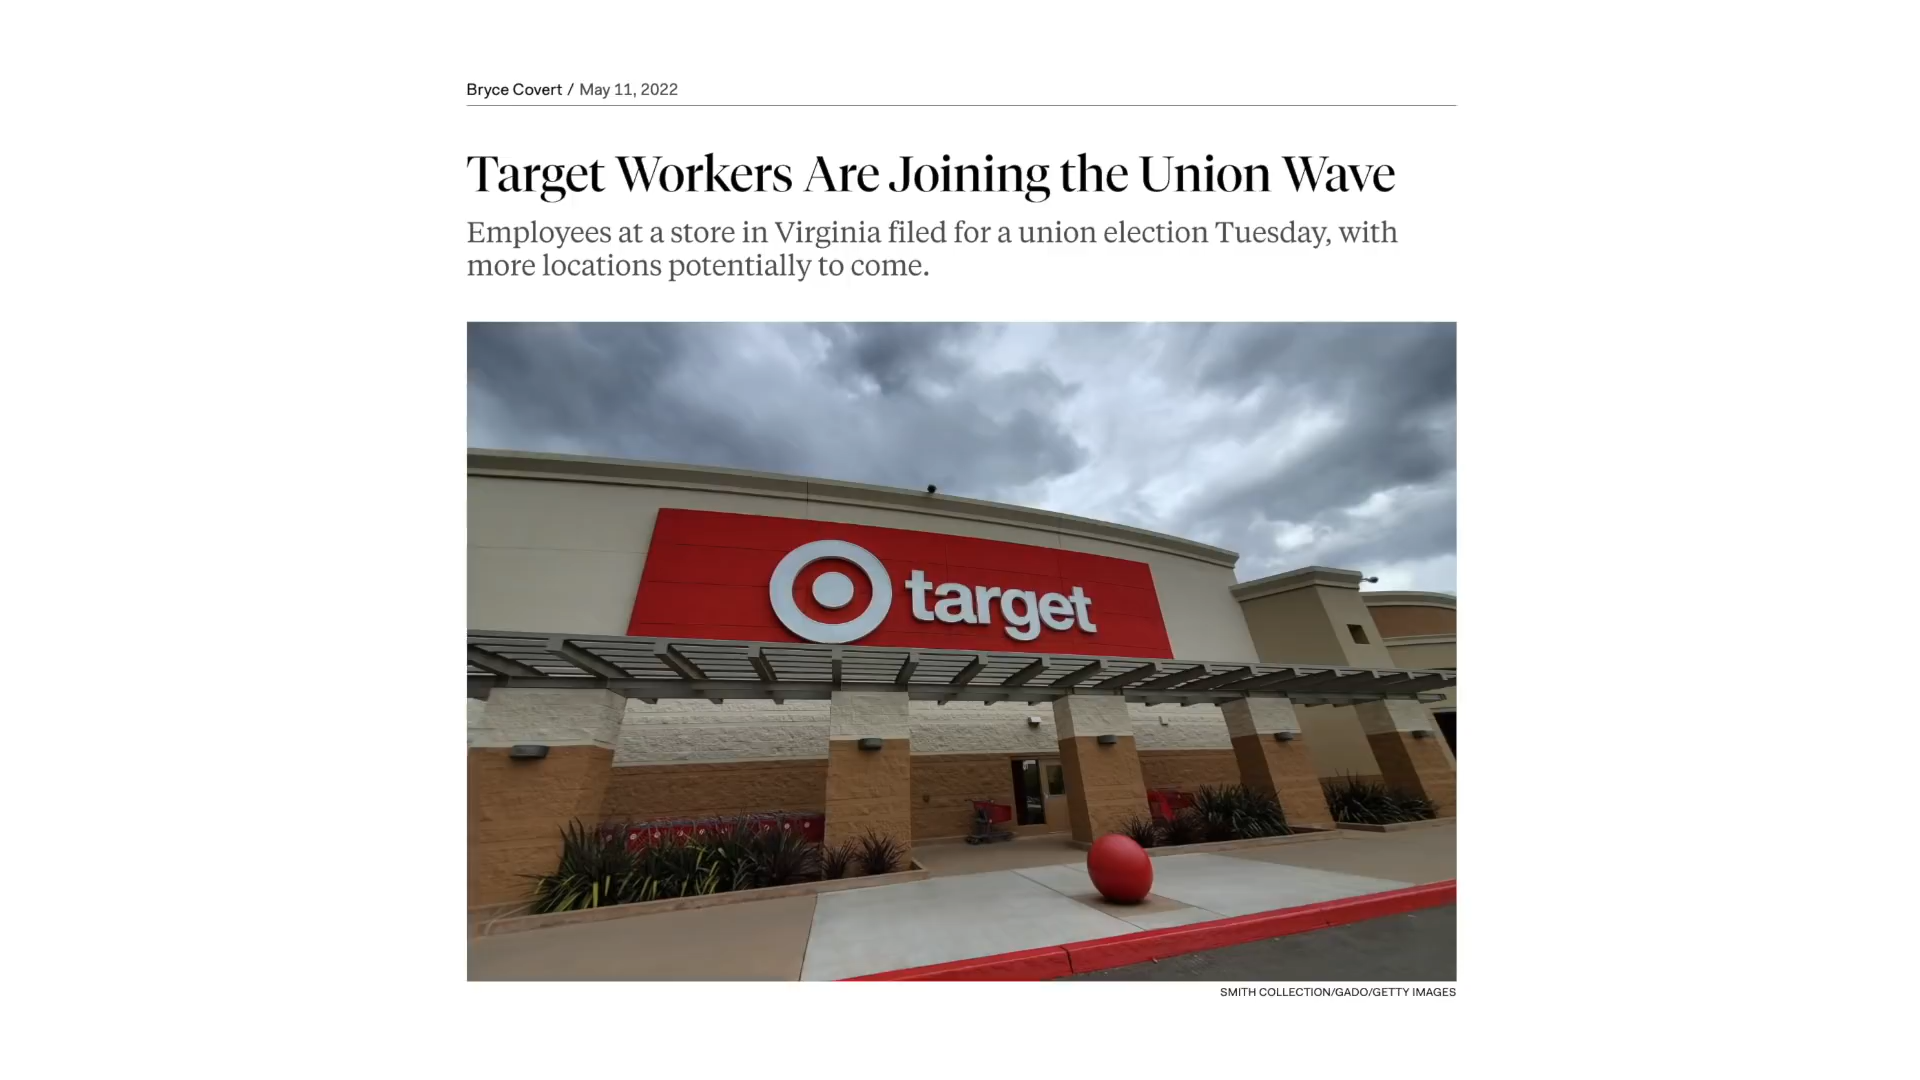 Bryce Covert / May 11, 2022
Target Workers Are Joining the Union Wave
Employees at a store in Virginia filed for a union election Tuesday, with
more locations potentially to come.
target
SMITH COLLECTION/GADO/GETTY IMAGES